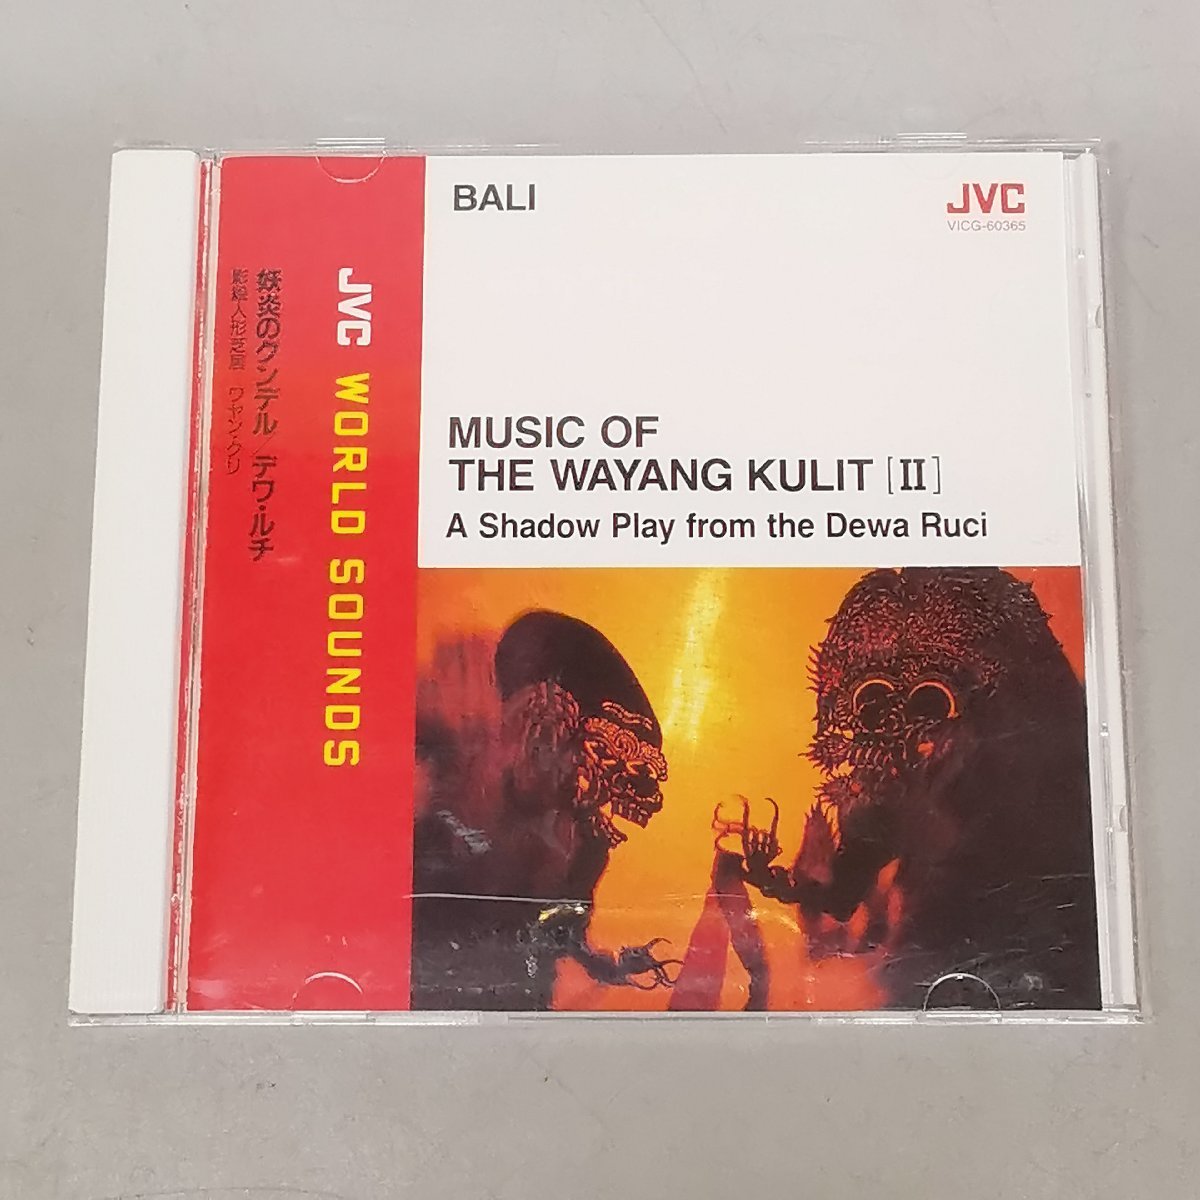 BALI
JVC
VICG-60365
MUSIC OF
THE WAYANG KULIT [II]
A Shadow Play from the Dewa Ruci
JVC WORLD SOUNDS
妖炎のグンデル/デワ・ルチ
影絵人形芝居 ワヤン・クリ